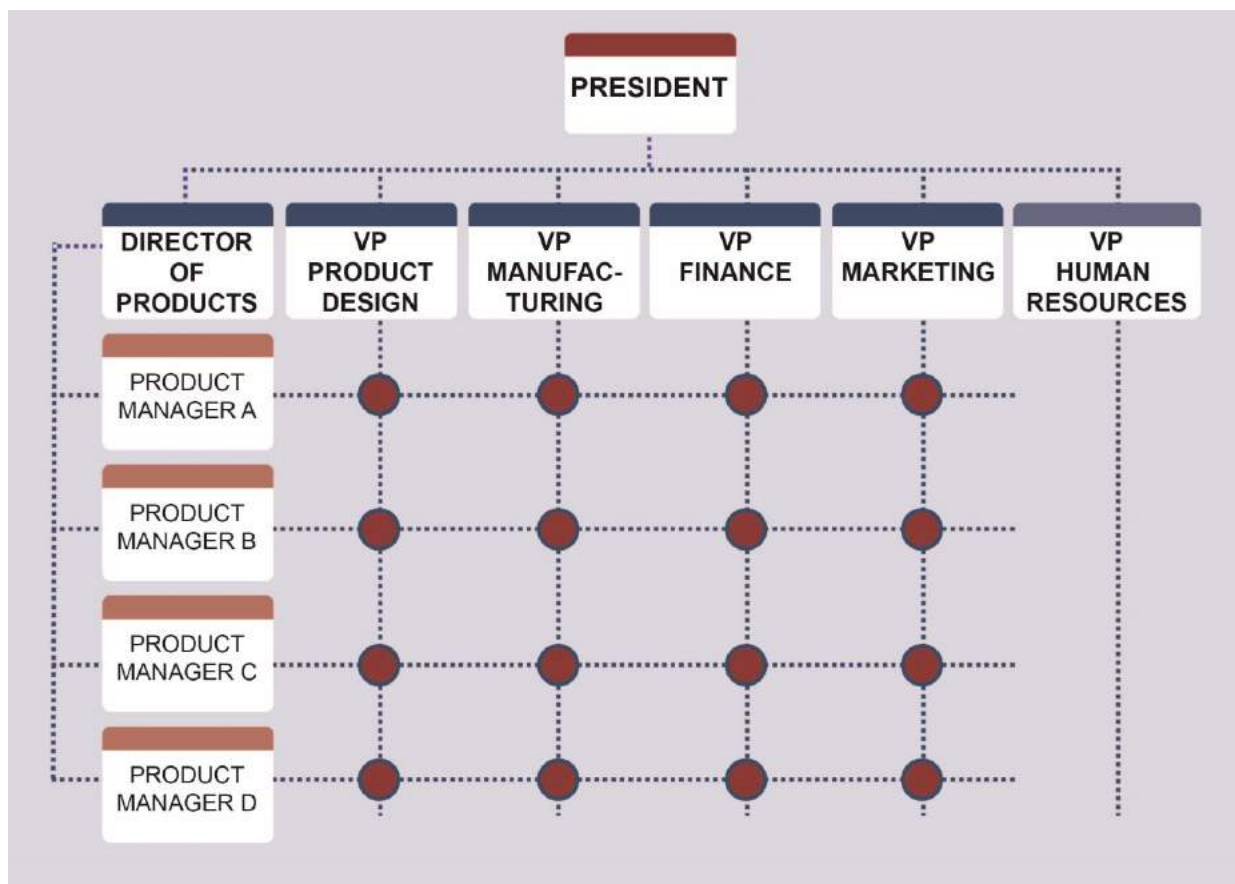 PRESIDENT
DIRECTOR
OF
PRODUCTS
VP
PRODUCT
DESIGN
VP
MANUFAC-
TURING
VP
FINANCE
VP
MARKETING
VP
HUMAN
RESOURCES
PRODUCT
MANAGER A
PRODUCT
MANAGER B
PRODUCT
MANAGER C
PRODUCT
MANAGER D